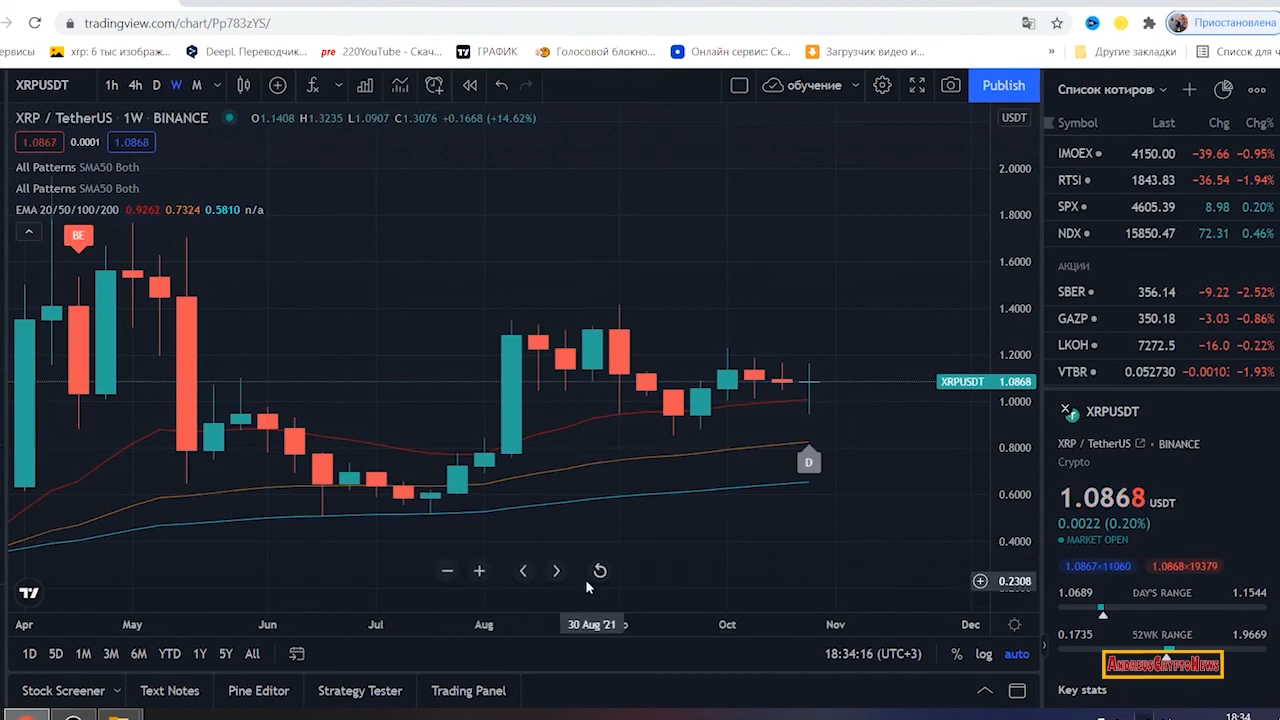 tradingview.com/chart/Pp783zYS/
Приостановлена
ервисы
xrp: 6 тыс изображ...
DeepL Переводчик...
pre 220YouTube - Скач...
ГРАФИК
Голосовой блокно...
Онлайн сервис: Ск...
Загрузчик видео и...
»
Другие закладки
Список для ч
XRPUSDT
1h 4h D W M
обучение
Publish
Список котиров
XRP / TetherUS · 1W · BINANCE
O1.1408 H1.3235 L1.0907 C1.3076 +0.1668 (+14.62%)
USDT
Symbol Last Chg Chg%
1.0867 0.0001 1.0868
All Patterns SMA50 Both
All Patterns SMA50 Both
EMA 20/50/100/200 0.9262 0.7324 0.5810 n/a
BE
D
2.0000
1.8000
1.6000
1.4000
1.2000
XRPUSDT 1.0868
1.0000
0.8000
0.6000
0.4000
0.2308
IMOEX 4150.00 −39.66 −0.95%
RTSI 1843.83 −36.54 −1.94%
SPX 4605.39 8.98 0.20%
NDX 15850.47 72.31 0.46%
АКЦИИ
SBER 356.14 −9.22 −2.52%
GAZP 350.18 −3.03 −0.86%
LKOH 7272.5 −16.0 −0.22%
VTBR 0.052730 −0.00103 −1.93%
XRPUSDT
XRP / TetherUS · BINANCE
Crypto
1.0868 USDT
0.0022 (0.20%)
MARKET OPEN
1.0867×11060 1.0868×19379
1.0689 DAY'S RANGE 1.1544
0.1735 52WK RANGE 1.9669
AndreusCryptoNews
Key stats
Apr May Jun Jul Aug 30 Aug '21 Oct Nov Dec
1D 5D 1M 3M 6M YTD 1Y 5Y All
18:34:16 (UTC+3) % log auto
Stock Screener Text Notes Pine Editor Strategy Tester Trading Panel
18:34